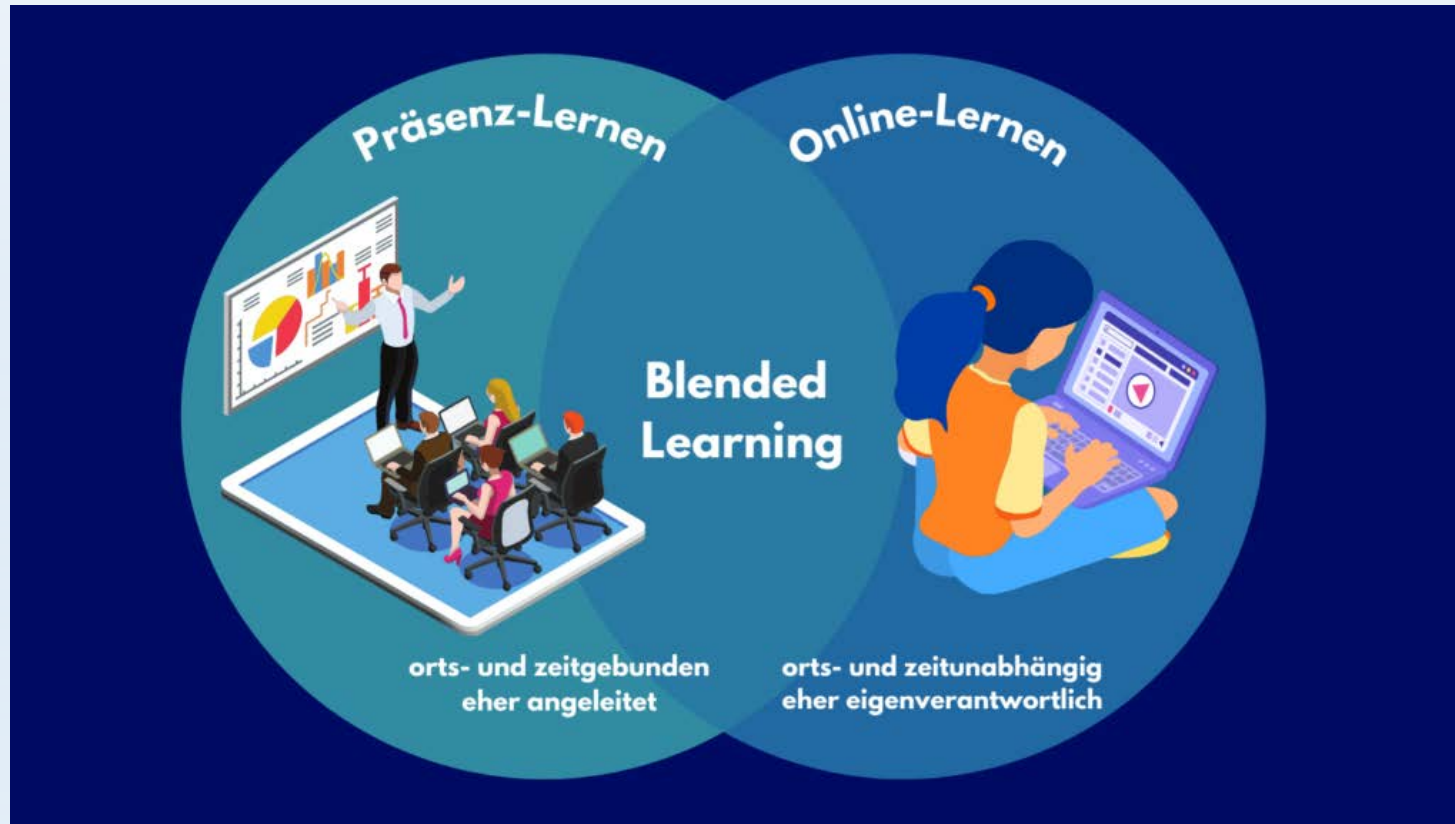 Präsenz-Lernen
Online-Lernen
Blended
Learning
orts- und zeitgebunden
eher angeleitet
orts- und zeitunabhängig
eher eigenverantwortlich